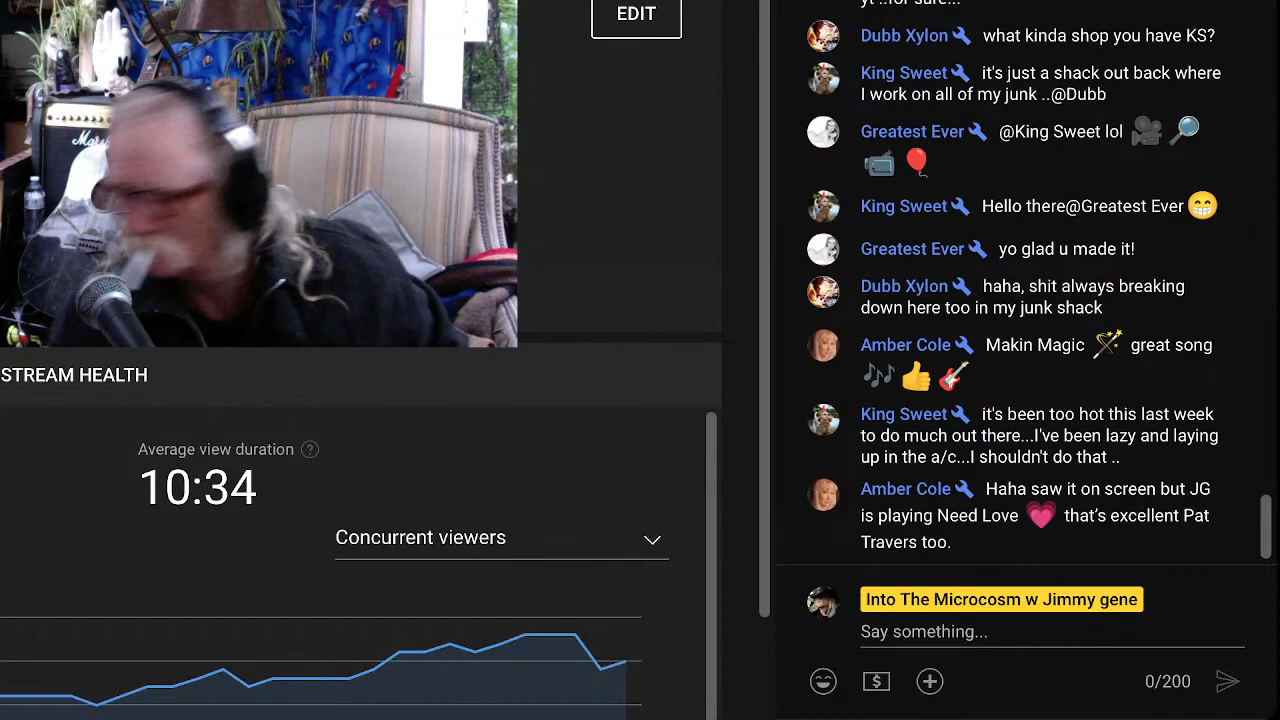 EDIT
STREAM HEALTH
Average view duration ?
10:34
Concurrent viewers
Dubb Xylon what kinda shop you have KS?
King Sweet it's just a shack out back where
I work on all of my junk ..@Dubb
Greatest Ever @King Sweet lol
King Sweet Hello there@Greatest Ever
Greatest Ever yo glad u made it!
Dubb Xylon haha, shit always breaking
down here too in my junk shack
Amber Cole Makin Magic great song
King Sweet it's been too hot this last week
to do much out there...I've been lazy and laying
up in the a/c...I shouldn't do that ..
Amber Cole Haha saw it on screen but JG
is playing Need Love that’s excellent Pat
Travers too.
Into The Microcosm w Jimmy gene
Say something...
$
0/200